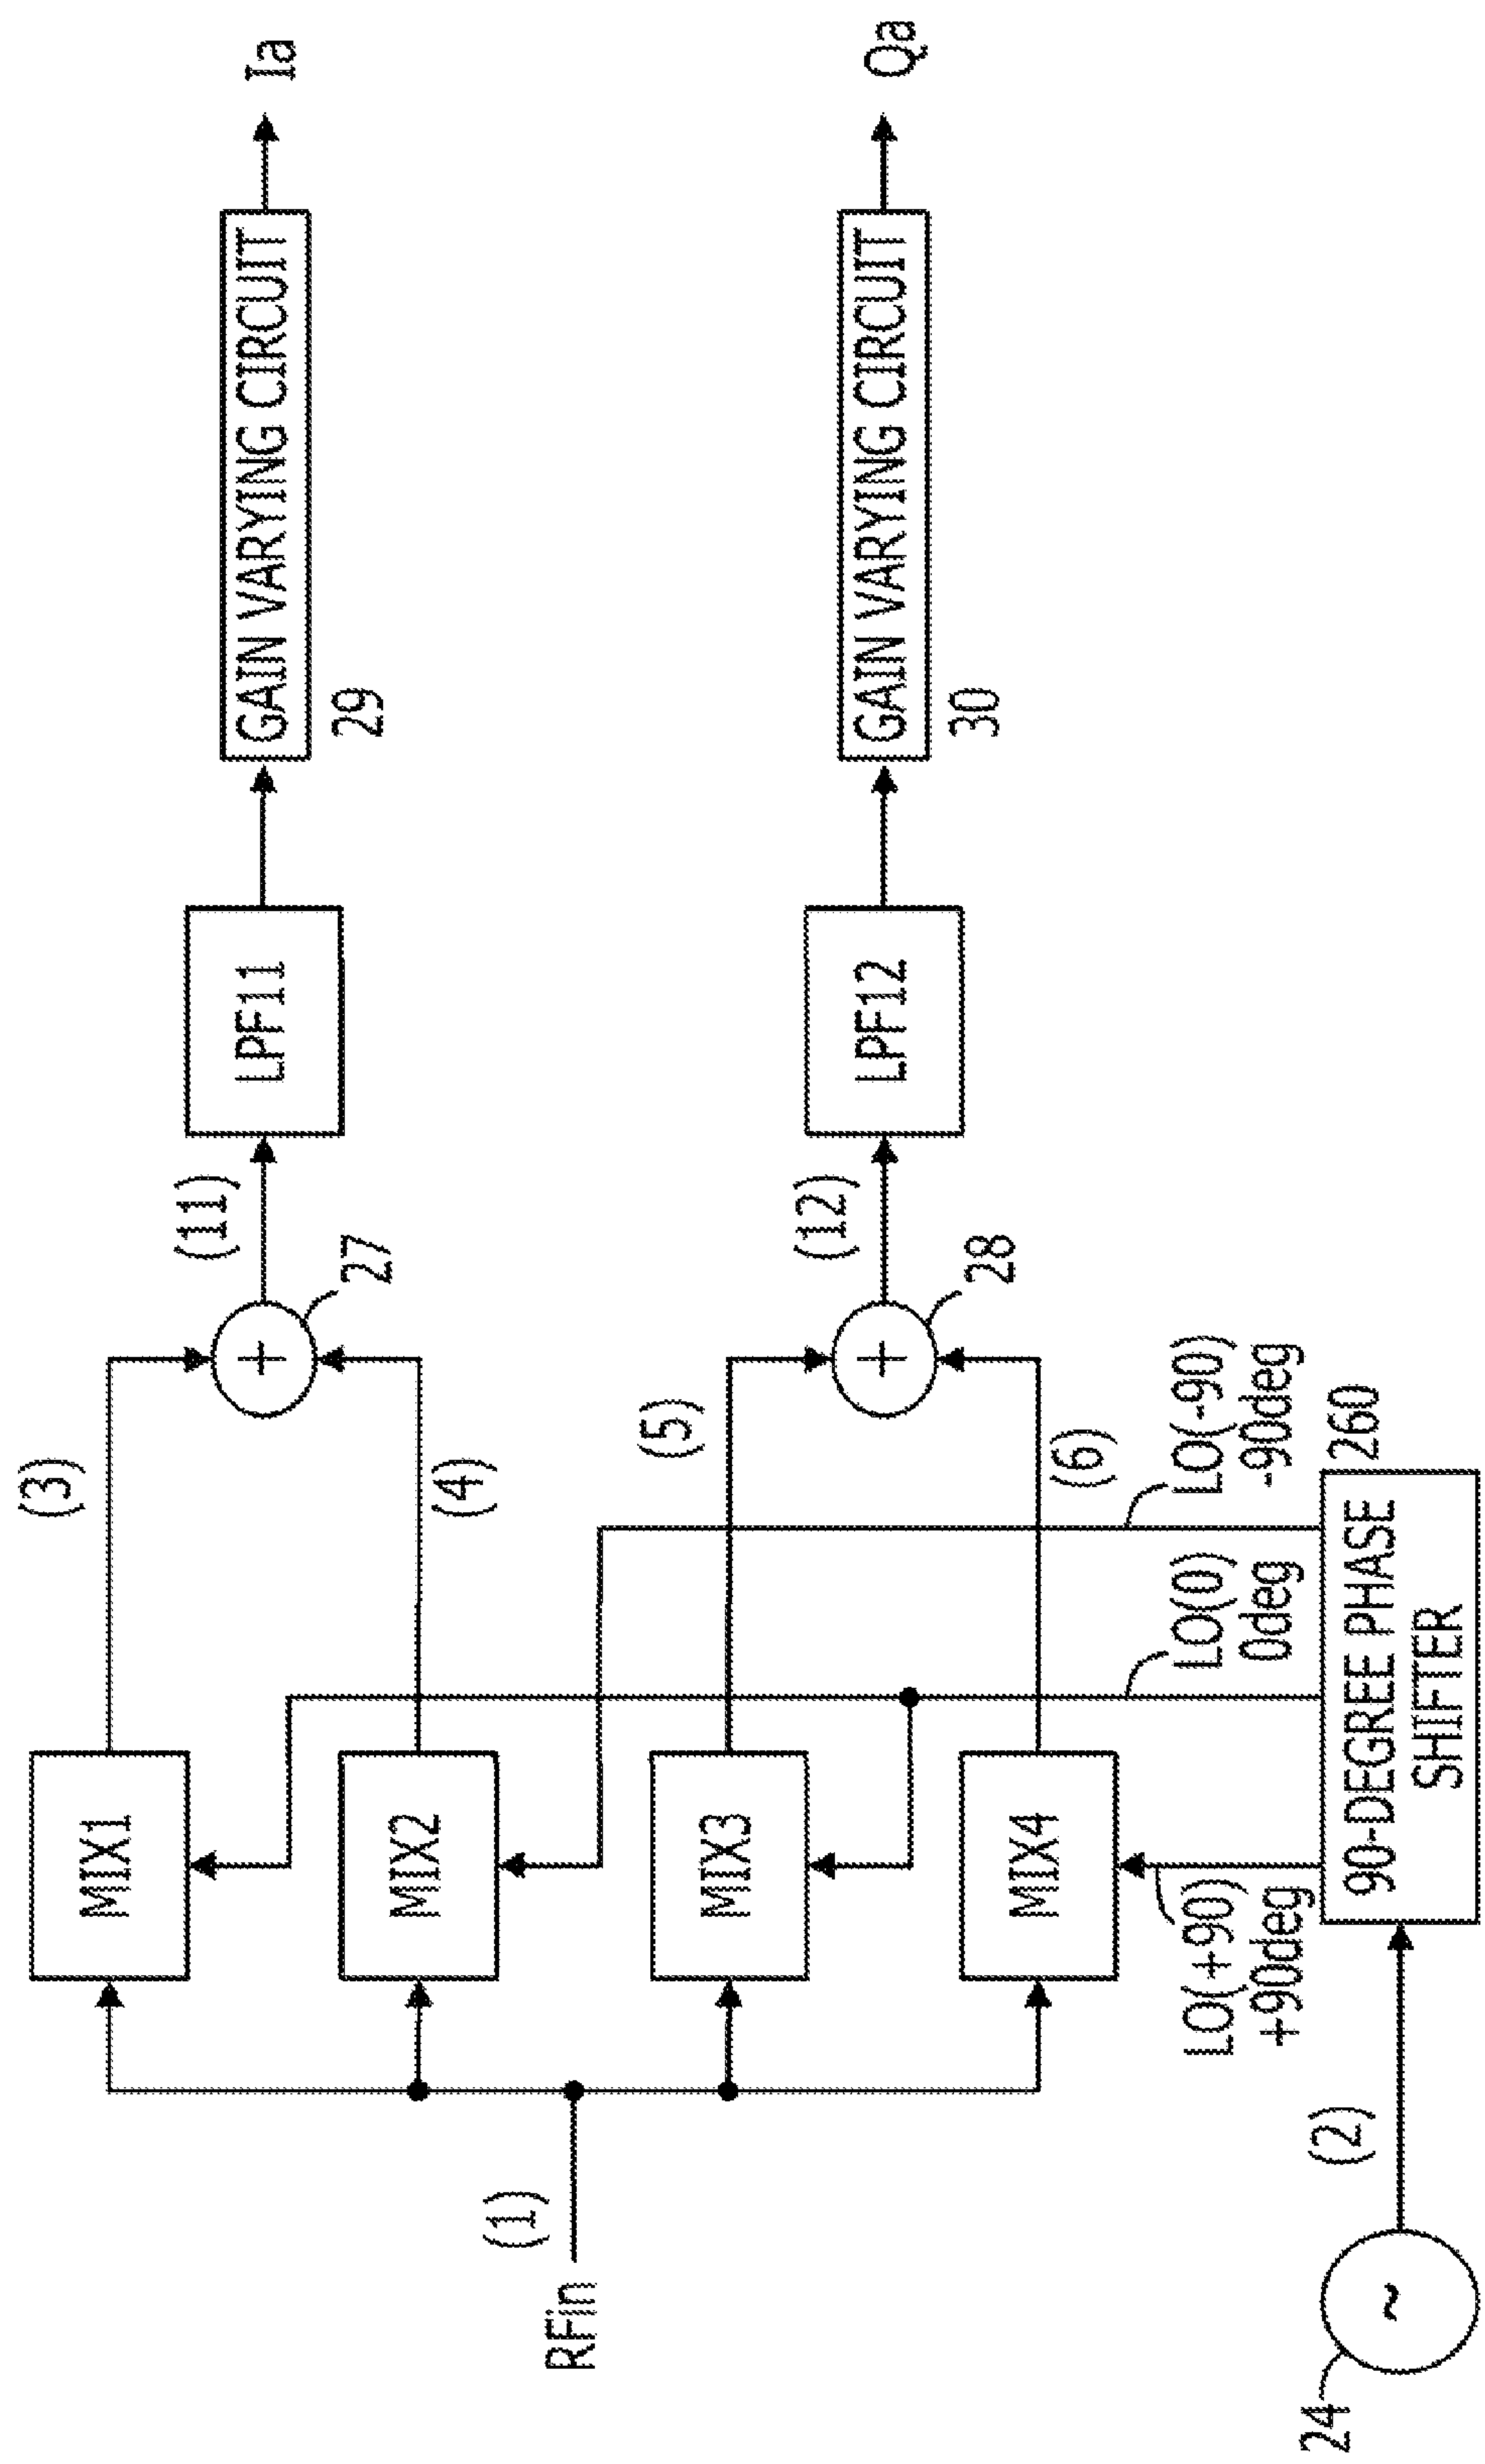 RFin
(1)
MIX1
MIX2
MIX3
MIX4
(3)
(4)
(5)
(6)
27
28
(11)
(12)
LPF11
LPF12
GAIN VARYING CIRCUIT
29
GAIN VARYING CIRCUIT
30
Ia
Qa
24
~
(2)
90-DEGREE PHASE
SHIFTER
260
LO(+90)
+90deg
LO(0)
0deg
LO(-90)
-90deg
+
+